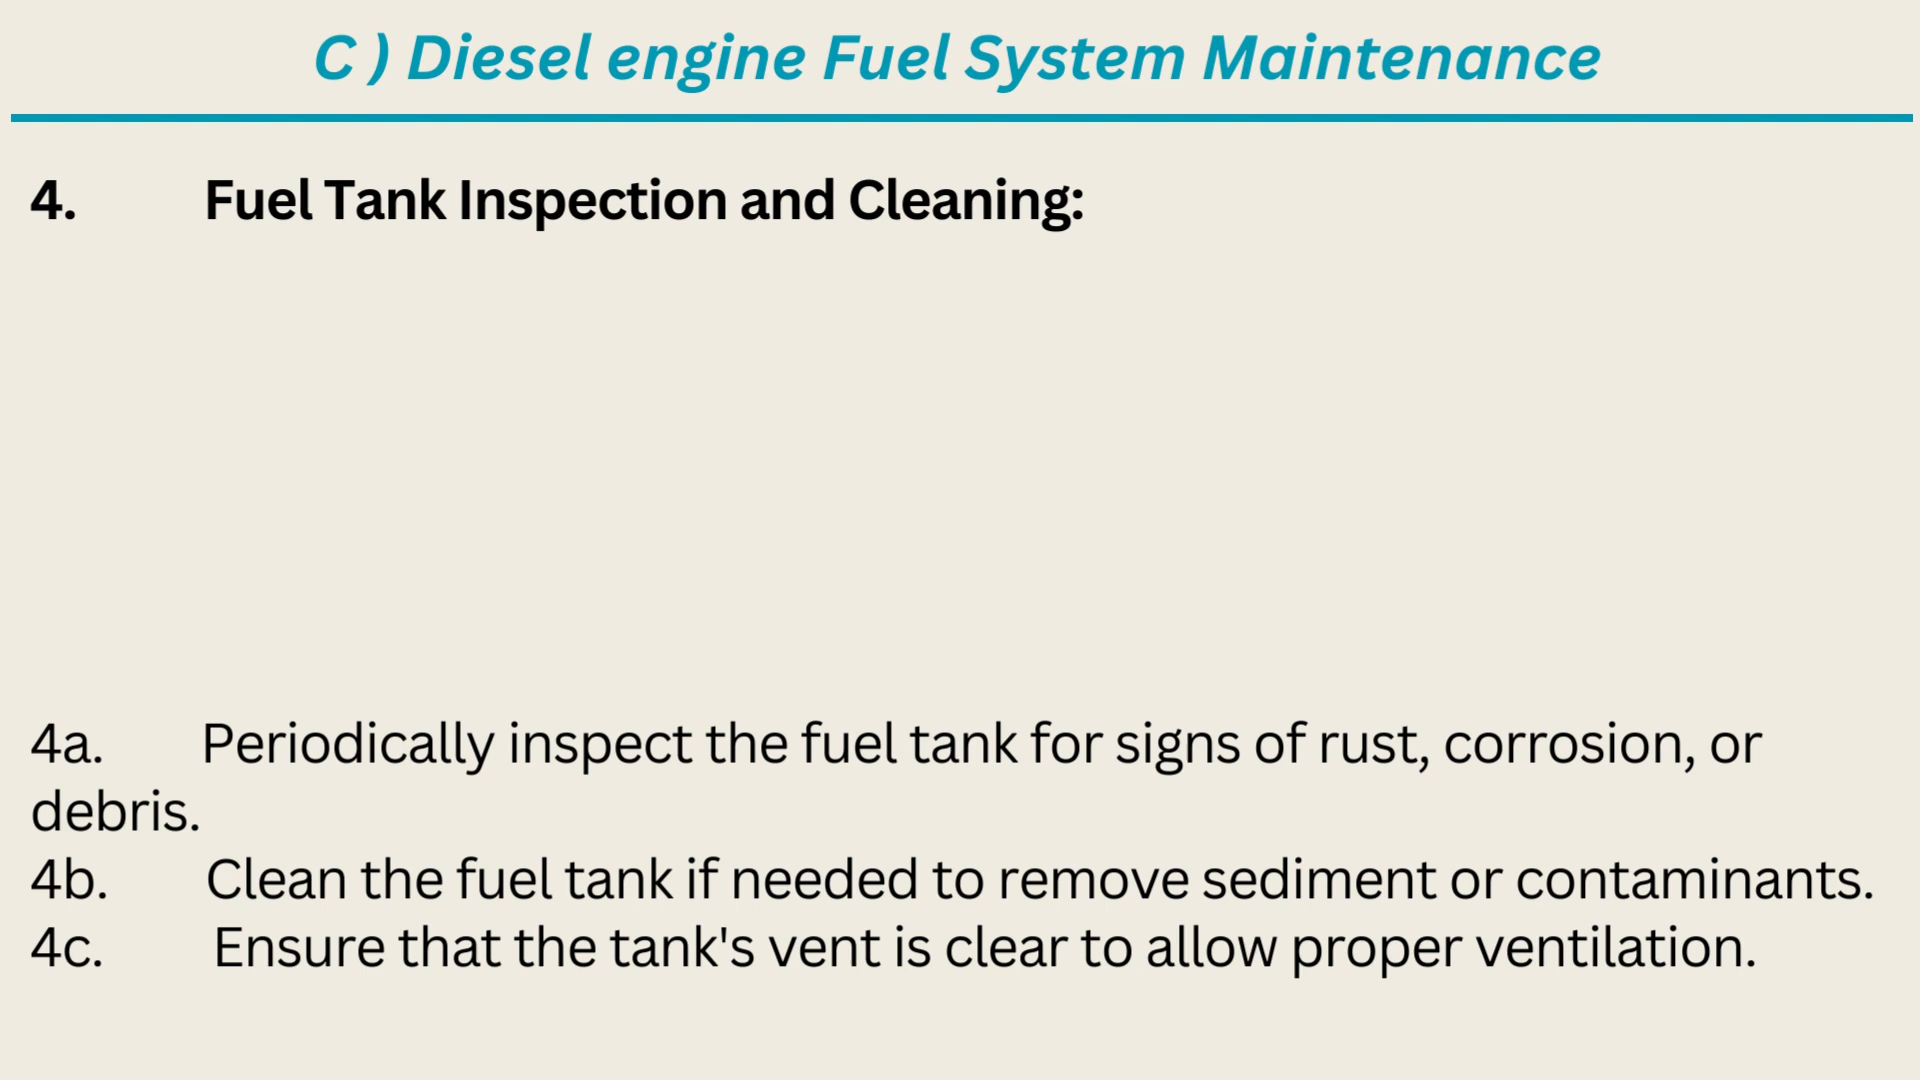 C ) Diesel engine Fuel System Maintenance
4. Fuel Tank Inspection and Cleaning:
4a. Periodically inspect the fuel tank for signs of rust, corrosion, or
debris.
4b. Clean the fuel tank if needed to remove sediment or contaminants.
4c. Ensure that the tank's vent is clear to allow proper ventilation.